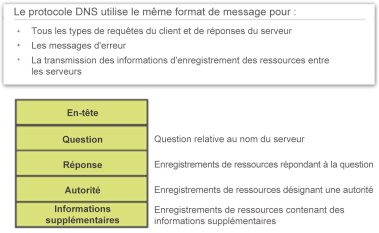 Le protocole DNS utilise le même format de message pour :
• Tous les types de requêtes du client et de réponses du serveur
• Les messages d'erreur
• La transmission des informations d'enregistrement des ressources entre
les serveurs
En-tête
Question
Question relative au nom du serveur
Réponse
Enregistrements de ressources répondant à la question
Autorité
Enregistrements de ressources désignant une autorité
Informations
supplémentaires
Enregistrements de ressources contenant des
informations supplémentaires